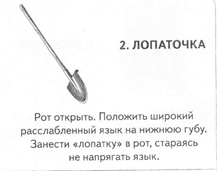 2. ЛОПАТОЧКА
Рот открыть. Положить широкий
расслабленный язык на нижнюю губу.
Занести «лопатку» в рот, стараясь
не напрягать язык.